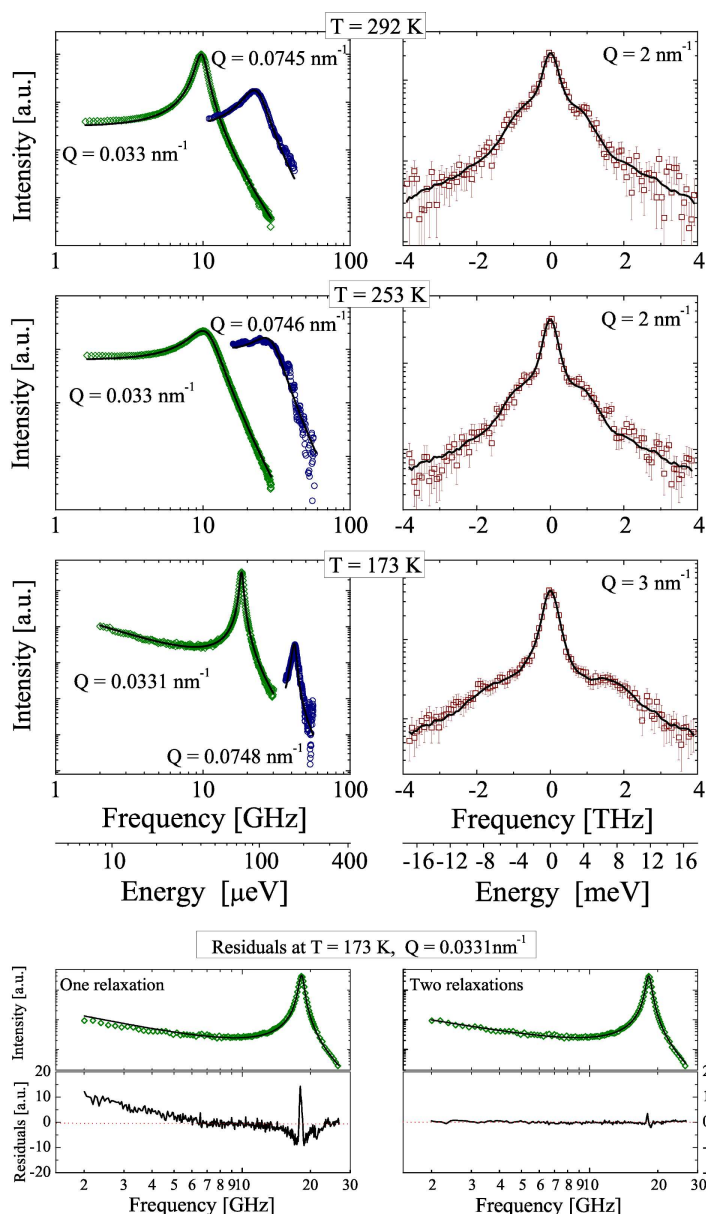 T = 292 K
Intensity [a.u.]
Q = 0.0745 nm⁻¹
Q = 0.033 nm⁻¹
1 10 100
Q = 2 nm⁻¹
-4 -2 0 2 4
T = 253 K
Intensity [a.u.]
Q = 0.0746 nm⁻¹
Q = 0.033 nm⁻¹
1 10 100
Q = 2 nm⁻¹
-4 -2 0 2 4
T = 173 K
Intensity [a.u.]
Q = 0.0331 nm⁻¹
Q = 0.0748 nm⁻¹
1 10 100
Frequency [GHz]
10 100 400
Energy [μeV]
Q = 3 nm⁻¹
-4 -2 0 2 4
Frequency [THz]
-16 -12 -8 -4 0 4 8 12 16
Energy [meV]
Residuals at T = 173 K, Q = 0.0331nm⁻¹
One relaxation
Intensity [a.u.]
Residuals [a.u.]
20
10
0
-10
-20
2 3 4 5 6 7 8 9 10 20 30
Frequency [GHz]
Two relaxations
20
10
0
-10
-20
2 3 4 5 6 7 8 9 10 20 30
Frequency [GHz]